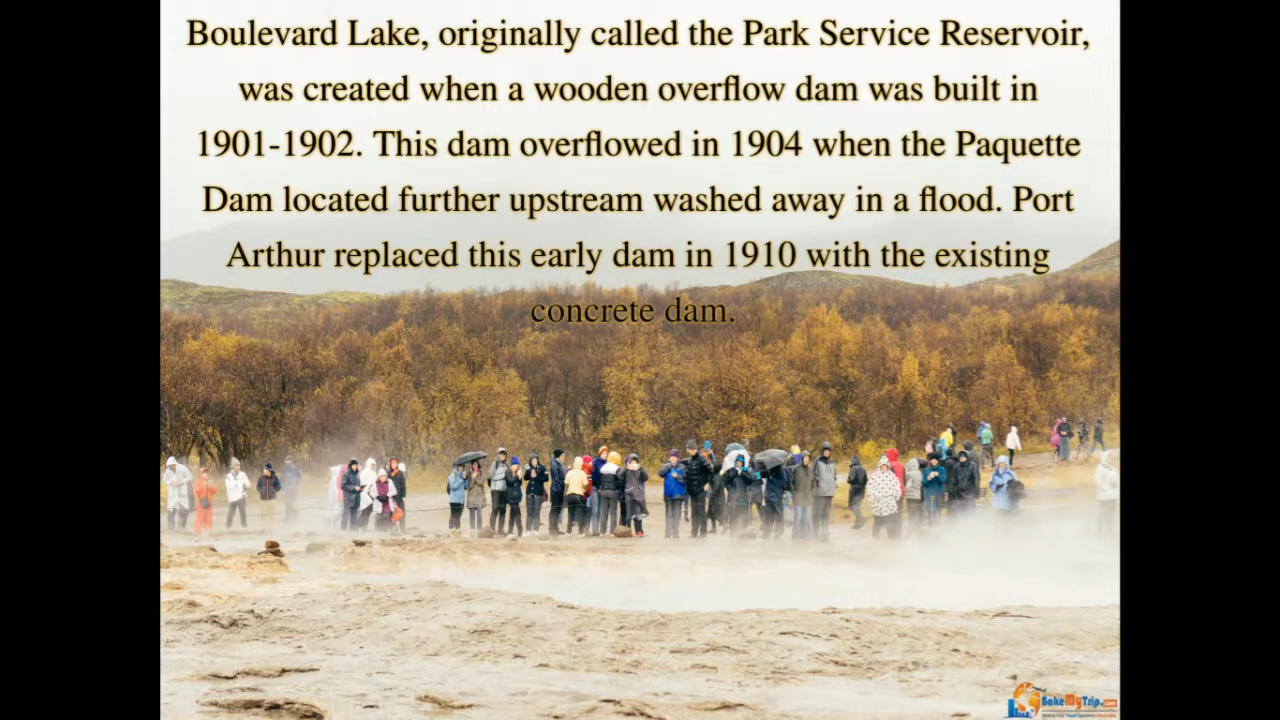 Boulevard Lake, originally called the Park Service Reservoir,
was created when a wooden overflow dam was built in
1901-1902. This dam overflowed in 1904 when the Paquette
Dam located further upstream washed away in a flood. Port
Arthur replaced this early dam in 1910 with the existing
concrete dam.
BakeMyTrip.com